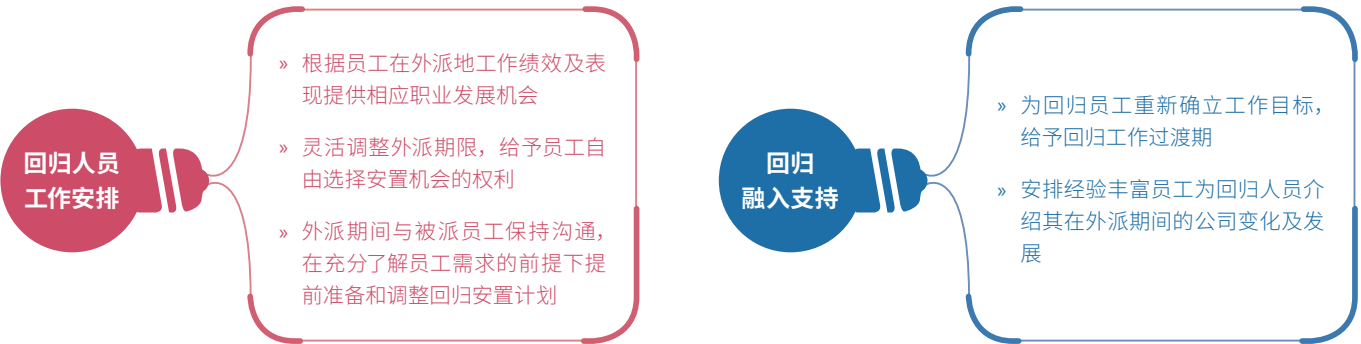 回归人员
工作安排
» 根据员工在外派地工作绩效及表
现提供相应职业发展机会
» 灵活调整外派期限，给予员工自
由选择安置机会的权利
» 外派期间与被派员工保持沟通，
在充分了解员工需求的前提下提
前准备和调整回归安置计划
回归
融入支持
» 为回归员工重新确立工作目标，
给予回归工作过渡期
» 安排经验丰富员工为回归人员介
绍其在外派期间的公司变化及发
展